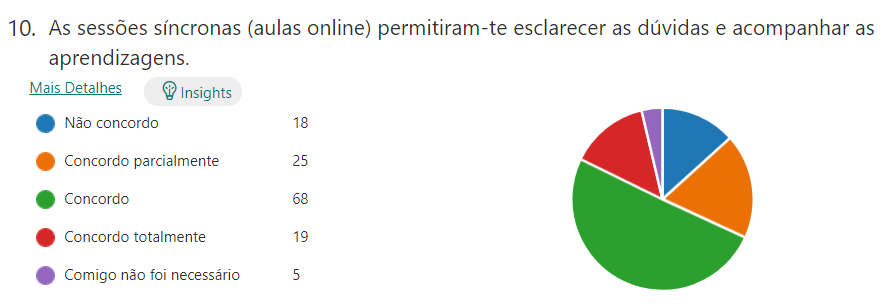 10. As sessões síncronas (aulas online) permitiram-te esclarecer as dúvidas e acompanhar as
aprendizagens.
Mais Detalhes
Insights
Não concordo 18
Concordo parcialmente 25
Concordo 68
Concordo totalmente 19
Comigo não foi necessário 5